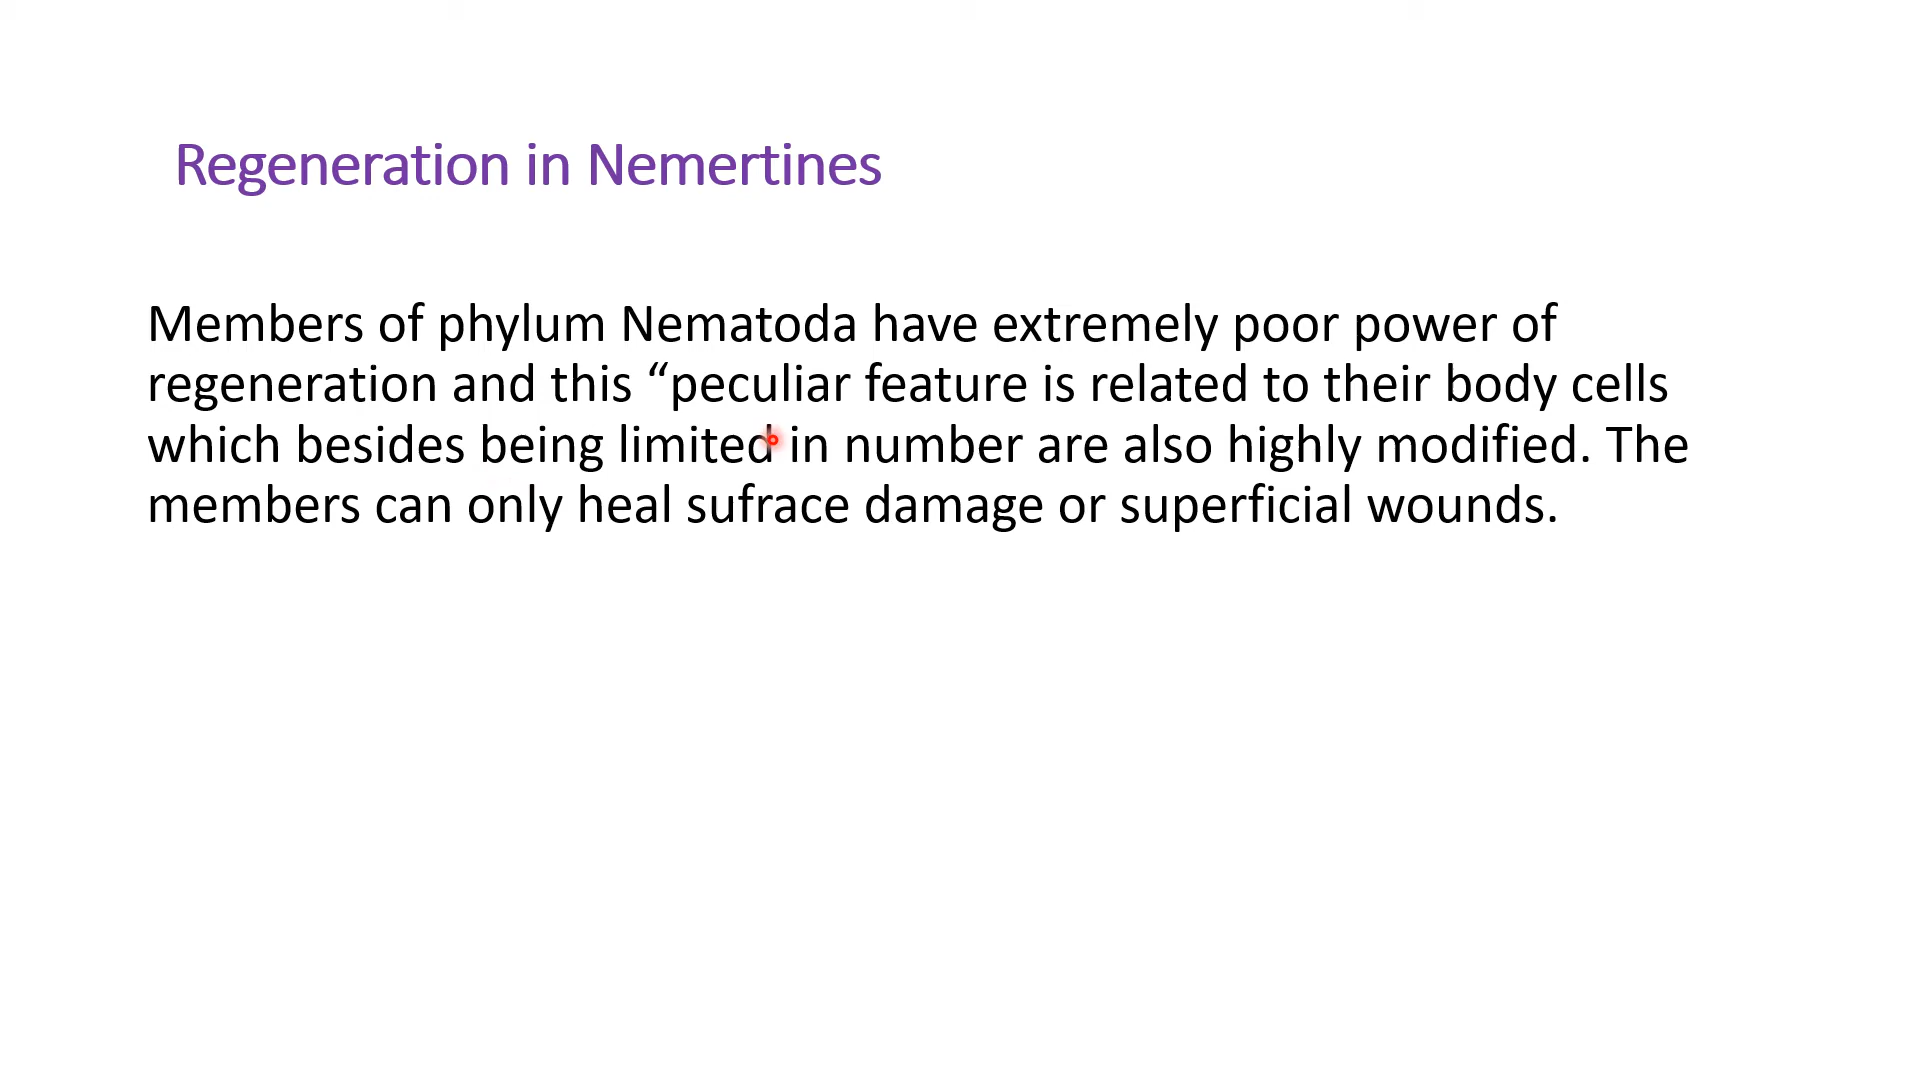 Regeneration in Nemertines
Members of phylum Nematoda have extremely poor power of
regeneration and this “peculiar feature is related to their body cells
which besides being limited in number are also highly modified. The
members can only heal sufrace damage or superficial wounds.